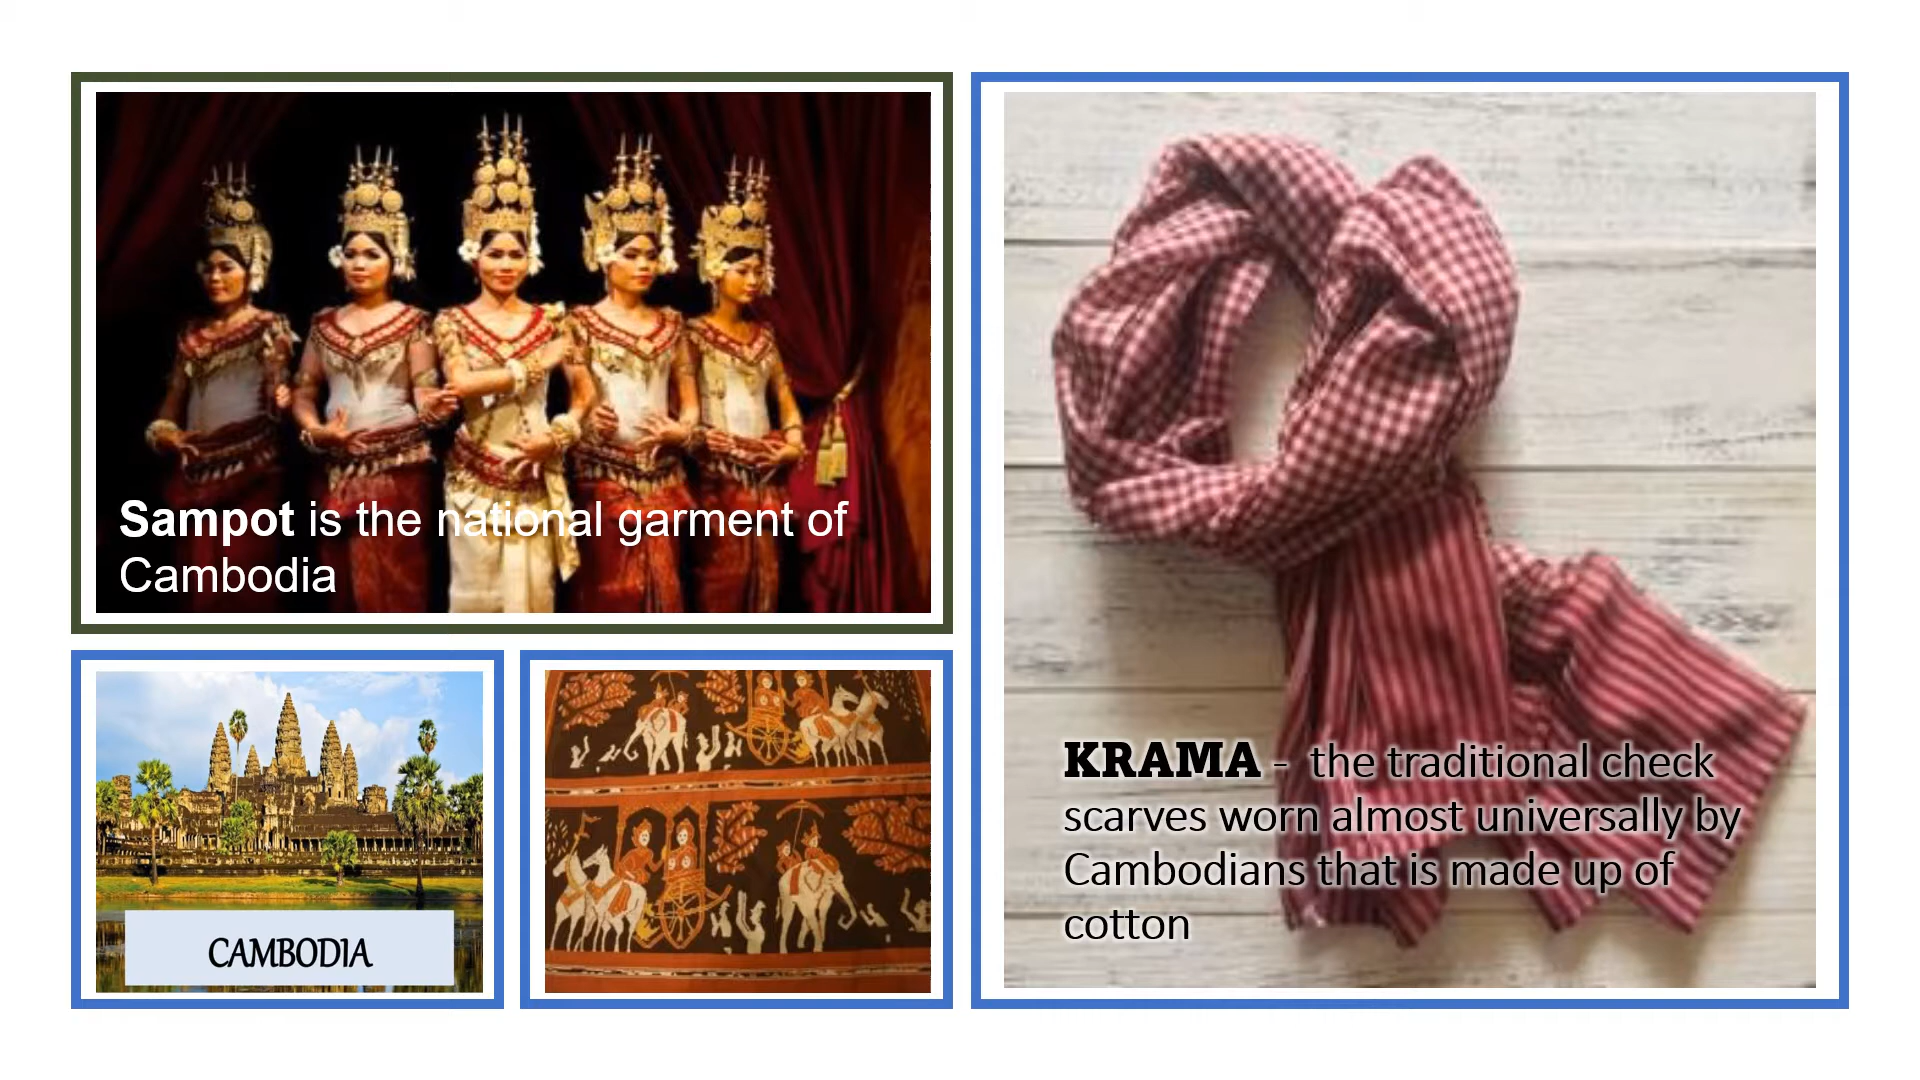 Sampot is the national garment of
Cambodia
CAMBODIA
KRAMA - the traditional check
scarves worn almost universally by
Cambodians that is made up of
cotton